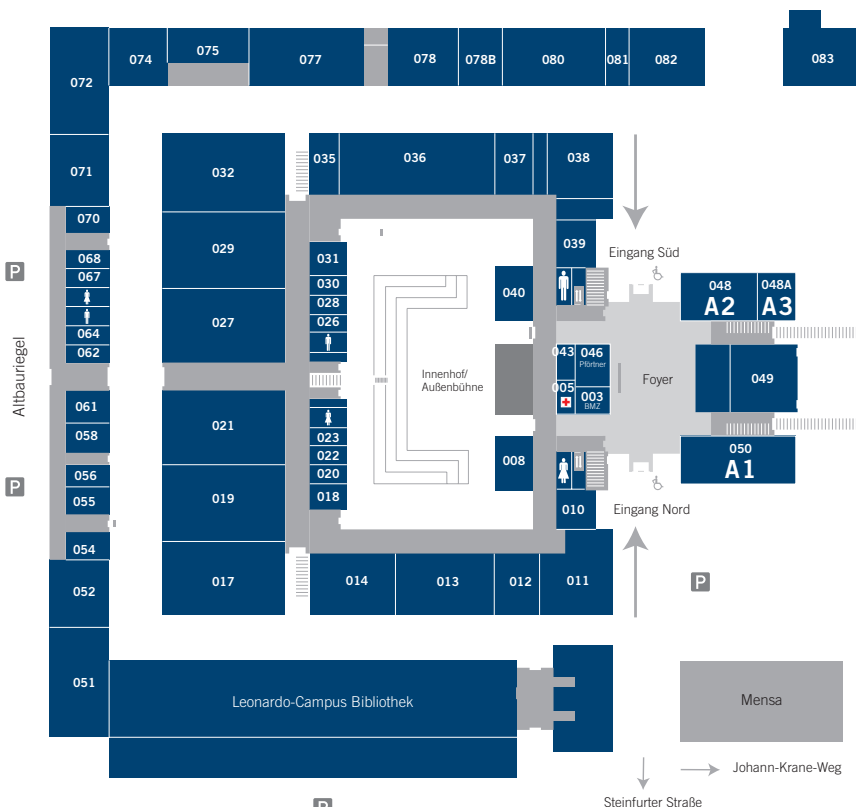 072
074
075
077
078
078B
080
081
082
083
071
070
068
067
064
062
061
058
056
055
054
052
051
Altbauriegel
P
P
032
029
027
021
019
017
035
036
037
038
031
030
028
026
023
022
020
018
014
013
012
011
039
040
008
010
Innenhof/
Außenbühne
043
046
Pförtner
005
003
BMZ
Foyer
Eingang Süd
Eingang Nord
048
A2
048A
A3
049
050
A1
P
Leonardo-Campus Bibliothek
Mensa
Johann-Krane-Weg
Steinfurter Straße
P